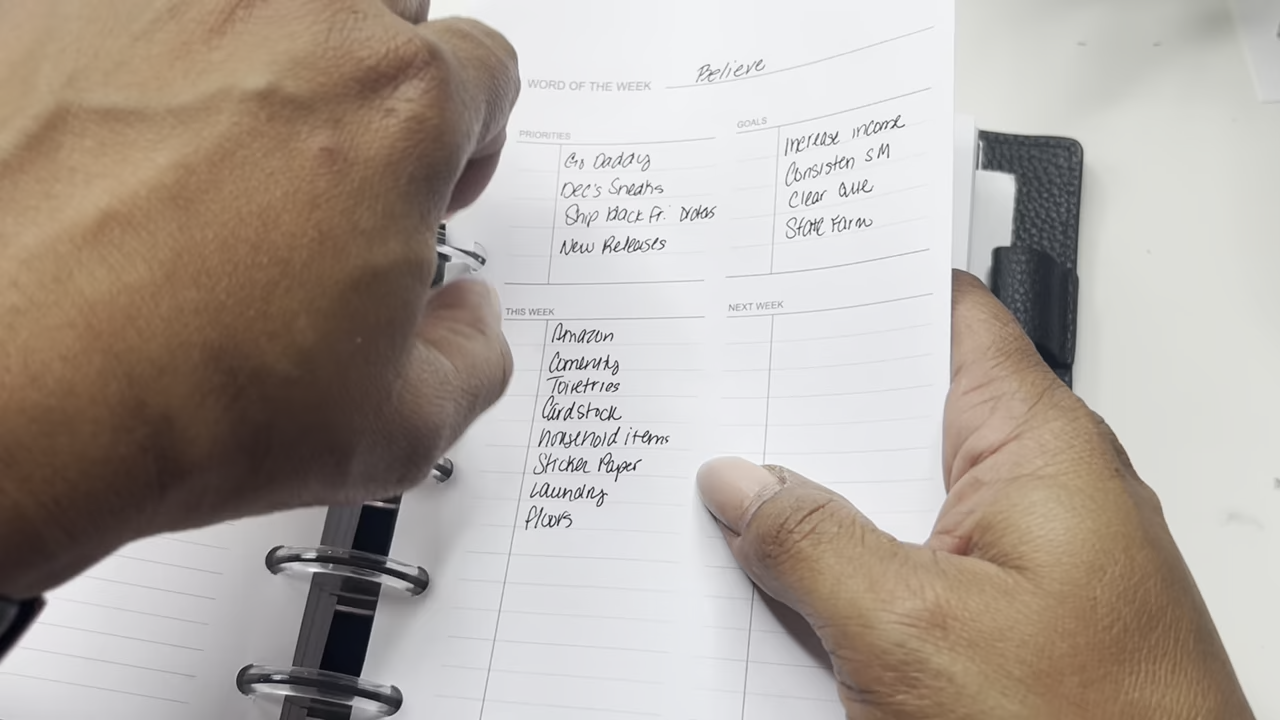 WORD OF THE WEEK Believe
PRIORITIES
Go Daddy
Dec's Sneaks
Ship Back Fr.
New Releases
GOALS
Increase income
Consisten SM
Clear Que
State Farm
THIS WEEK
Amazon
Comenity
Toiletries
Cardstock
household items
Sticker Paper
Laundry
floors
NEXT WEEK